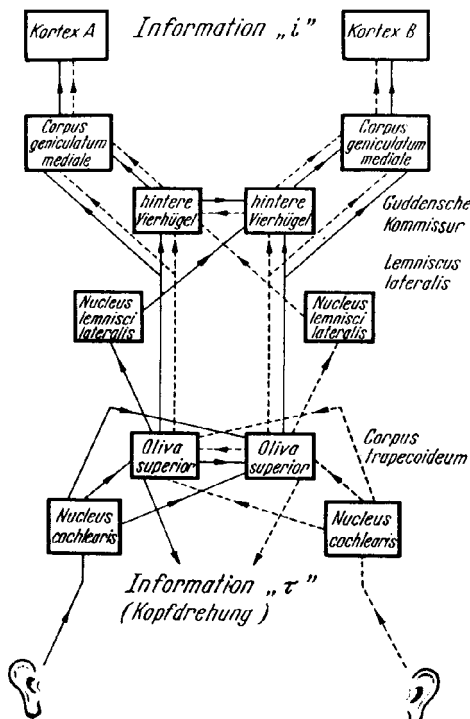 Kortex A
Information „i"
Kortex B
Corpus
geniculatum
mediale
Corpus
geniculatum
mediale
hintere
Vierhügel
hintere
Vierhügel
Guddensche
Kommissur
Lemniscus
lateralis
Nucleus
lemnisci
lateralis
Nucleus
lemnisci
lateralis
Oliva
superior
Oliva
superior
Corpus
trapecoideum
Nucleus
cochlearis
Nucleus
cochlearis
Information „τ"
(Kopfdrehung)